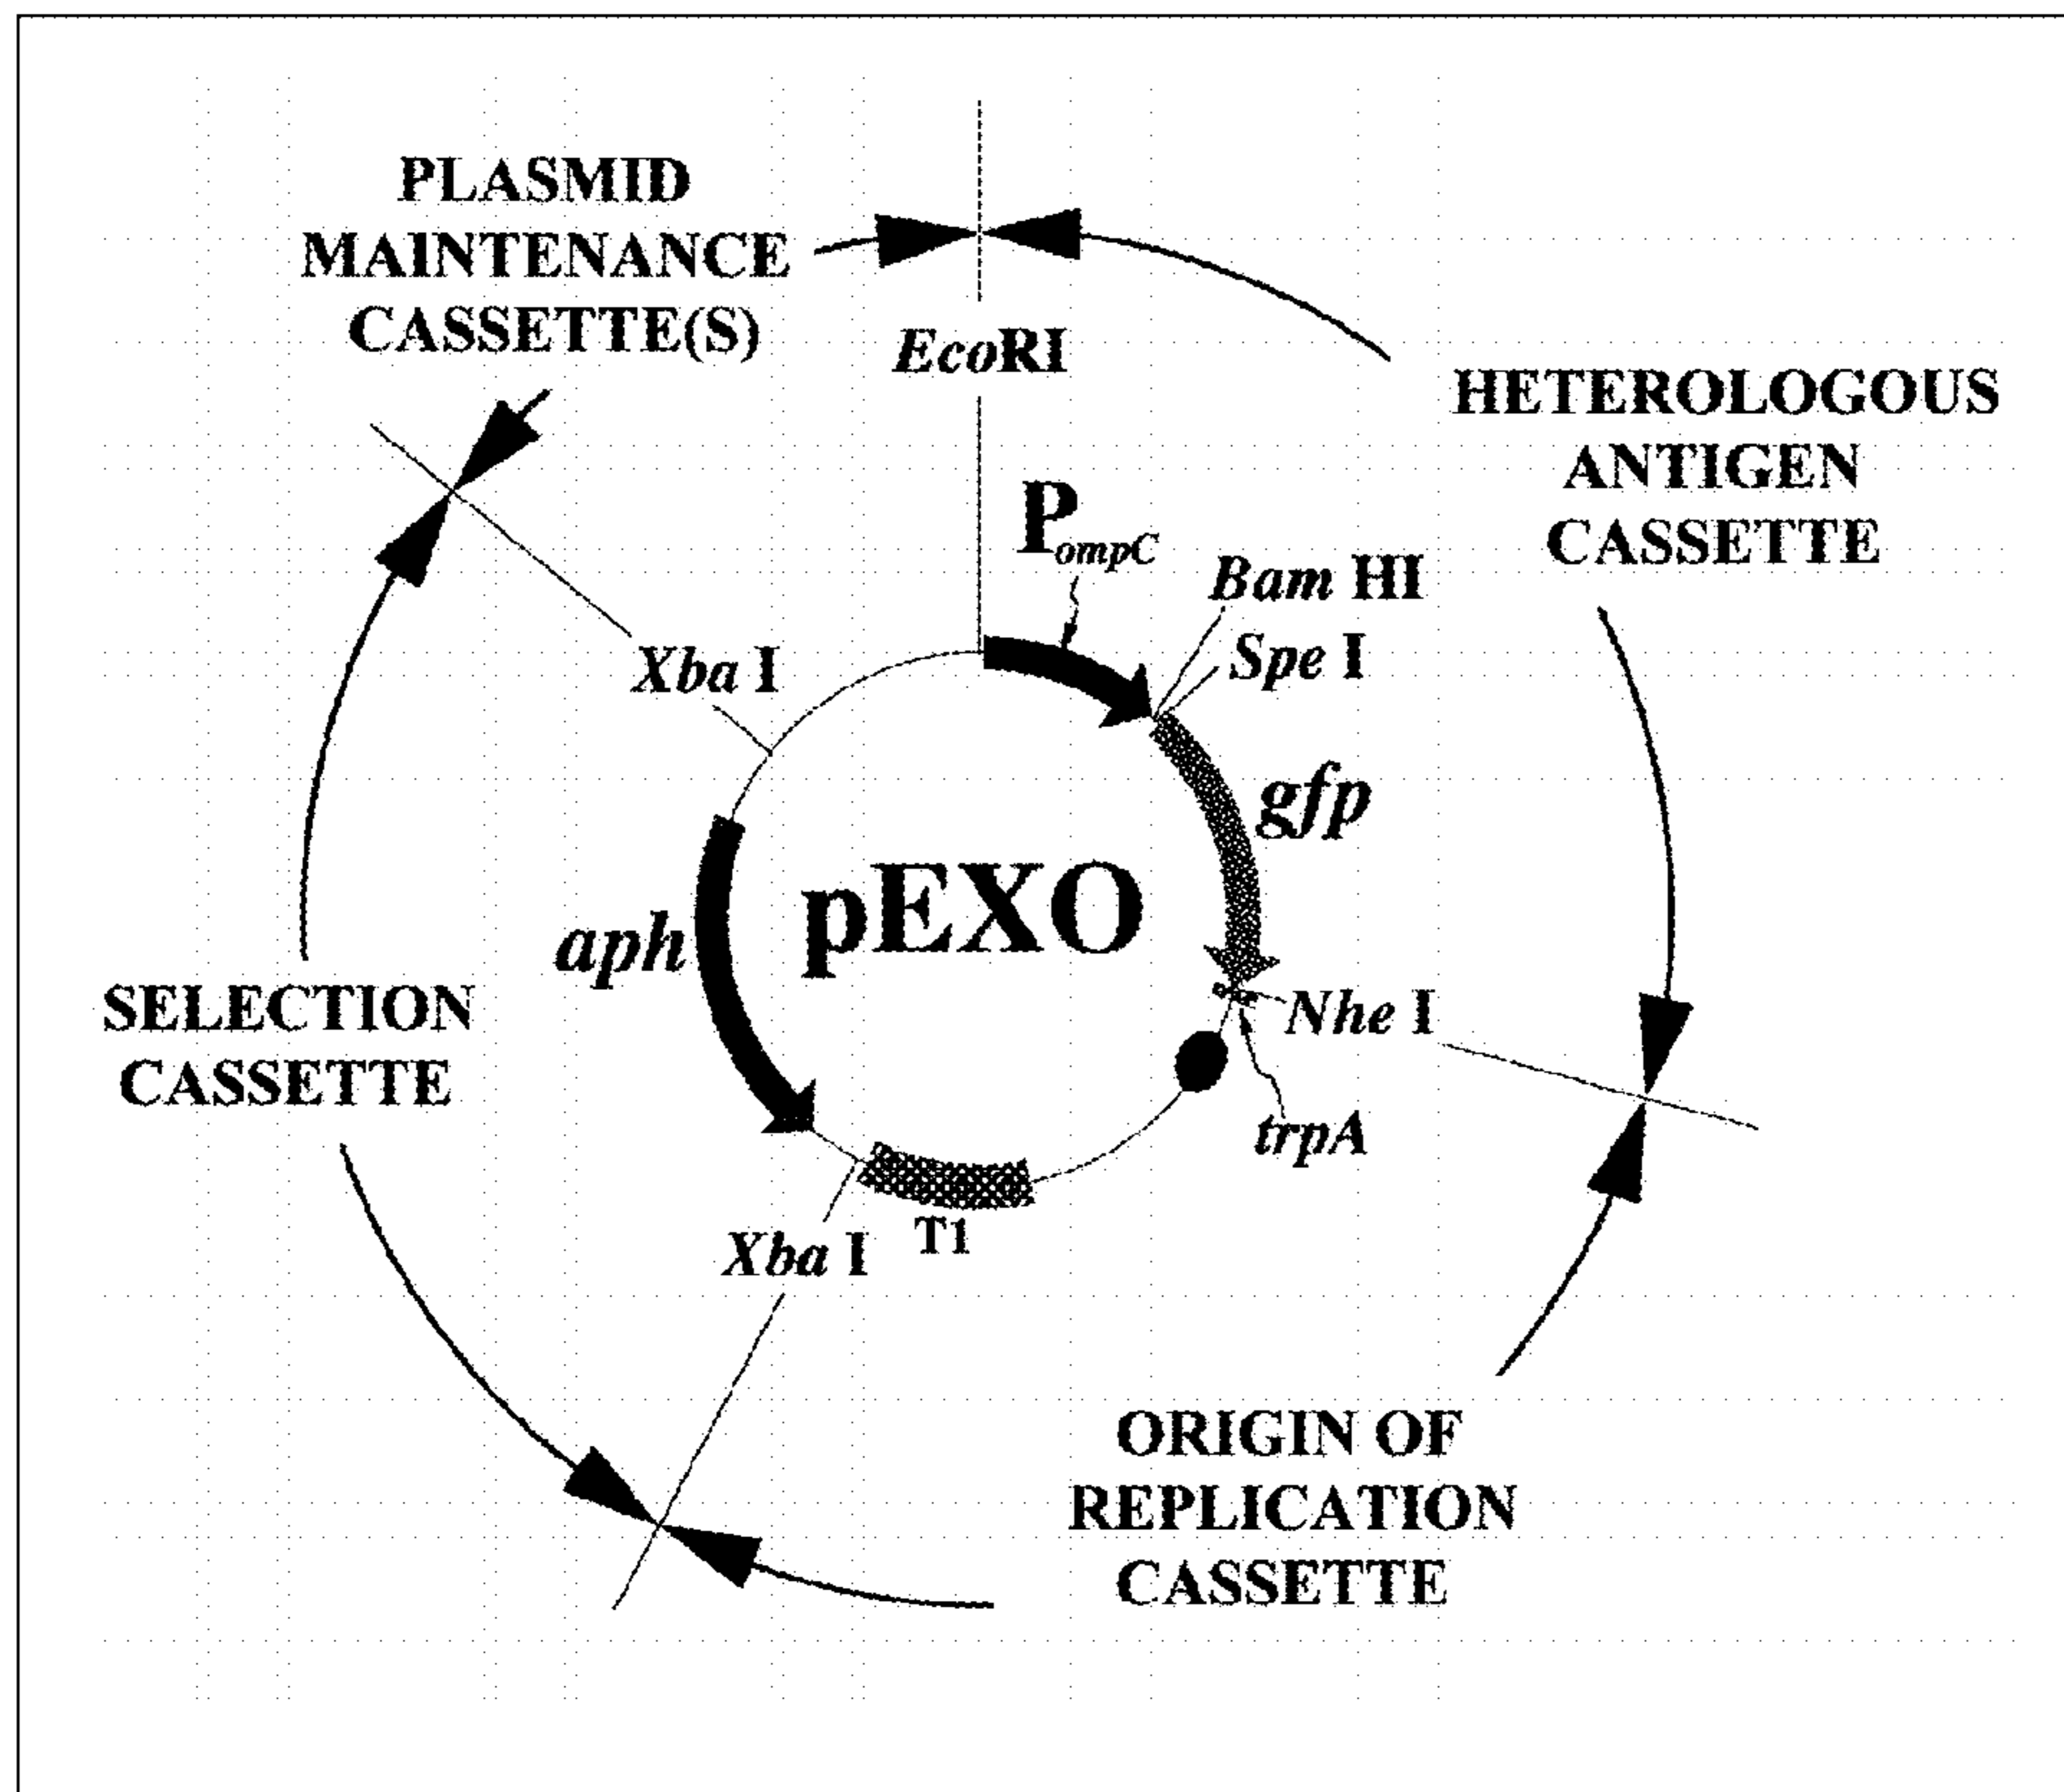 PLASMID
MAINTENANCE
CASSETTE(S)
EcoRI
HETEROLOGOUS
ANTIGEN
CASSETTE
PompC
Bam HI
Spe I
Xba I
gfp
pEXO
aph
SELECTION
CASSETTE
Nhe I
trpA
Xba I
T1
ORIGIN OF
REPLICATION
CASSETTE